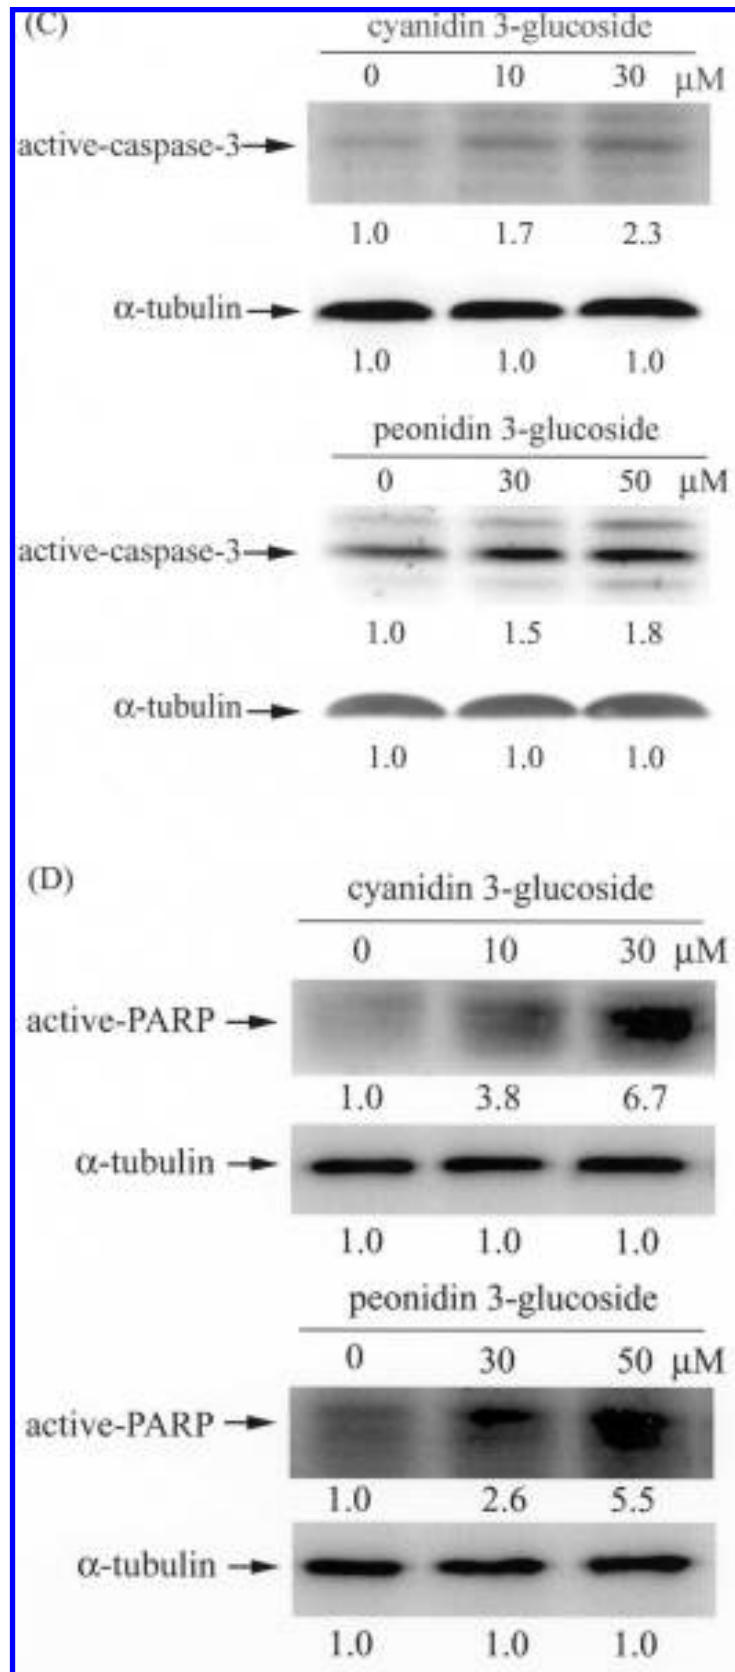 (C) cyanidin 3-glucoside
0 10 30 μM
active-caspase-3
1.0 1.7 2.3
α-tubulin
1.0 1.0 1.0
peonidin 3-glucoside
0 30 50 μM
active-caspase-3
1.0 1.5 1.8
α-tubulin
1.0 1.0 1.0
(D) cyanidin 3-glucoside
0 10 30 μM
active-PARP
1.0 3.8 6.7
α-tubulin
1.0 1.0 1.0
peonidin 3-glucoside
0 30 50 μM
active-PARP
1.0 2.6 5.5
α-tubulin
1.0 1.0 1.0